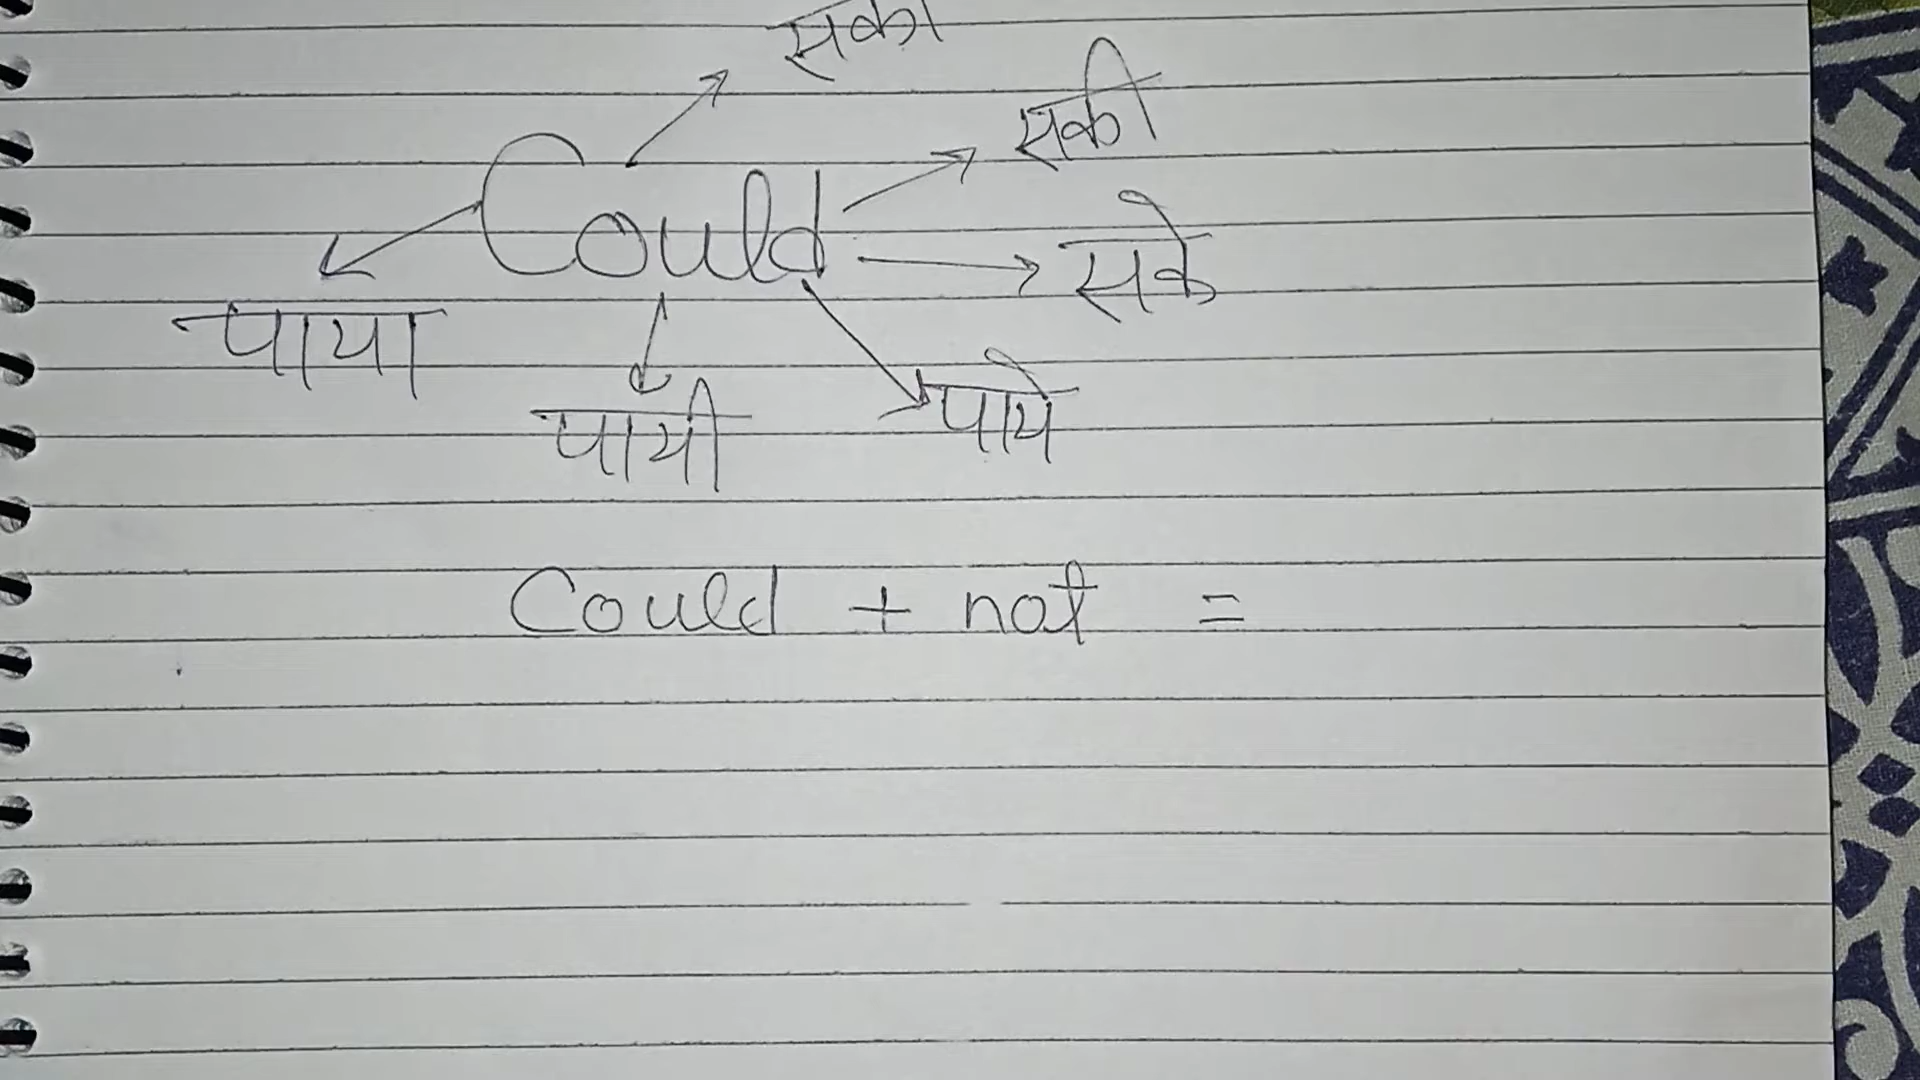 सका
सकी
Could
सके
पाया
पाये
पायी
Could + not =